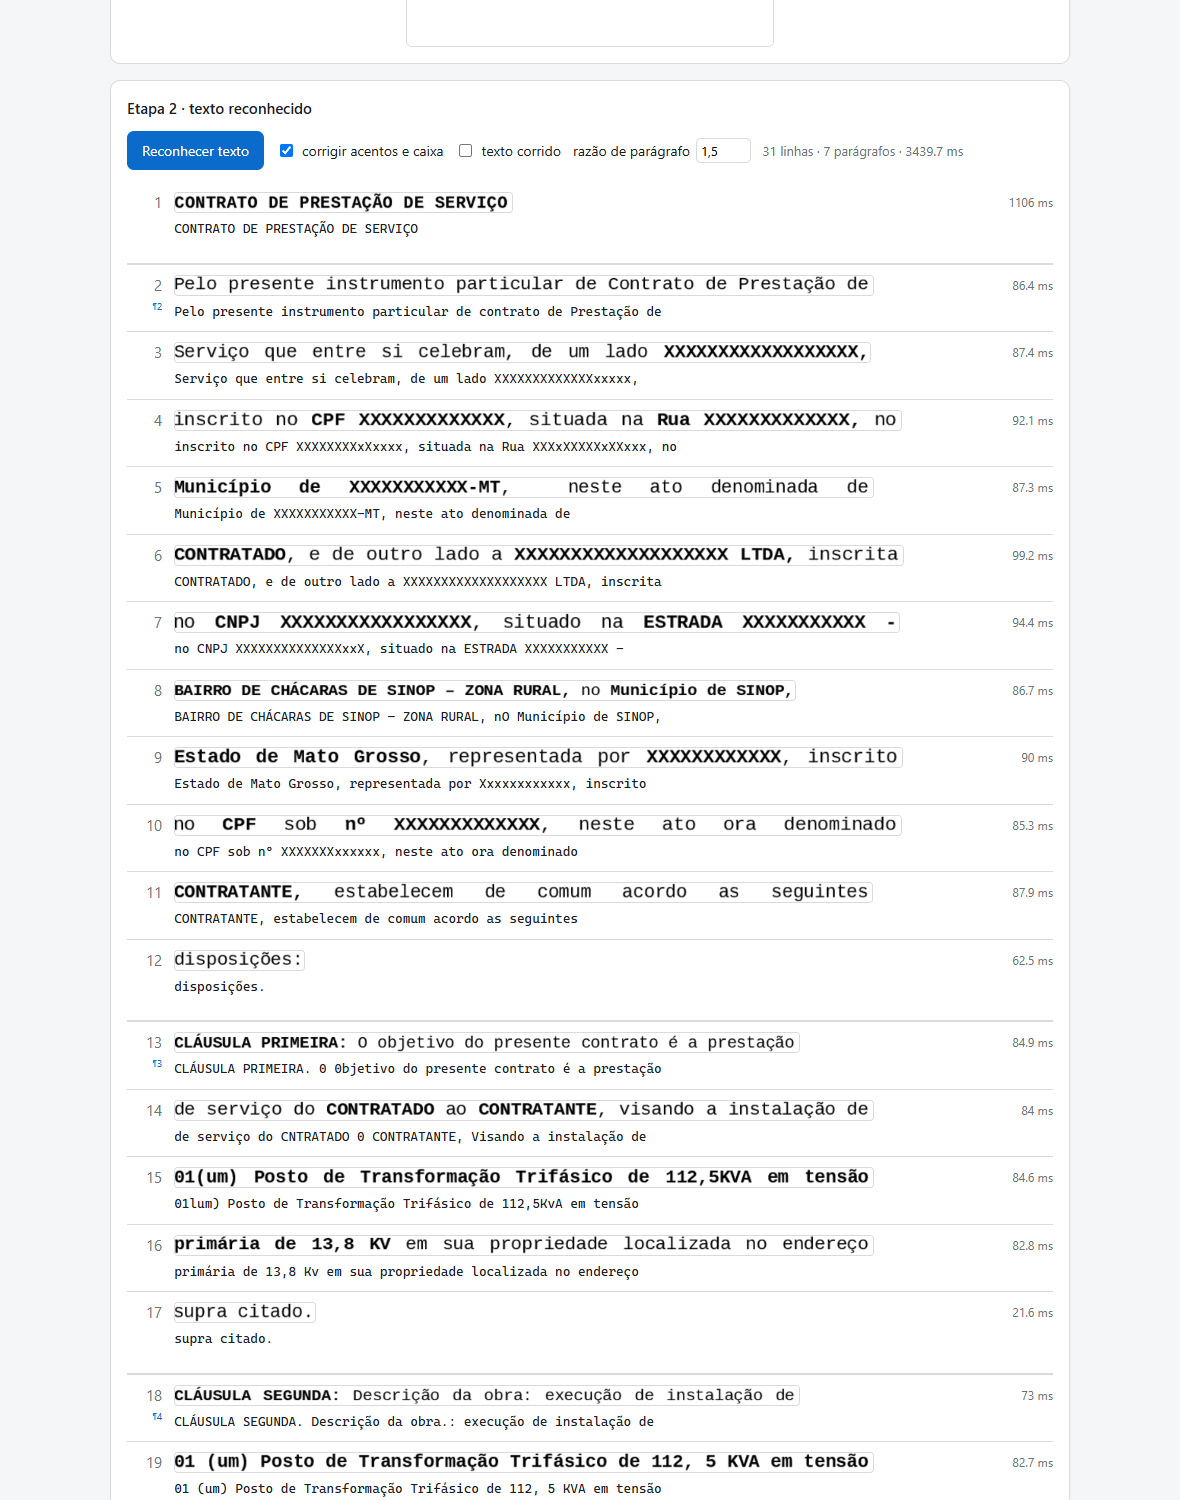 Etapa 2 · texto reconhecido
Reconhecer texto corrigir acentos e caixa texto corrido razão de parágrafo 1,5 31 linhas · 7 parágrafos · 3439.7 ms
1 CONTRATO DE PRESTAÇÃO DE SERVIÇO 1106 ms
CONTRATO DE PRESTAÇÃO DE SERVIÇO
2 Pelo presente instrumento particular de Contrato de Prestação de 86.4 ms
¶2 Pelo presente instrumento particular de contrato de Prestação de
3 Serviço que entre si celebram, de um lado XXXXXXXXXXXXXXXXXX, 87.4 ms
Serviço que entre si celebram, de um lado XXXXXXXXXXXXXxxxxx,
4 inscrito no CPF XXXXXXXXXXXXX, situada na Rua XXXXXXXXXXXXX, no 92.1 ms
inscrito no CPF XXXXXXXXxXxxxx, situada na Rua XXXxXXXXxXXxxx, no
5 Município de XXXXXXXXXXX-MT, neste ato denominada de 87.3 ms
Município de XXXXXXXXXXX–MT, neste ato denominada de
6 CONTRATADO, e de outro lado a XXXXXXXXXXXXXXXXXXX LTDA, inscrita 99.2 ms
CONTRATADO, e de outro lado a XXXXXXXXXXXXXXXXXXX LTDA, inscrita
7 no CNPJ XXXXXXXXXXXXXXXXX, situado na ESTRADA XXXXXXXXXXX - 94.4 ms
no CNPJ XXXXXXXXXXXXXXxxX, situado na ESTRADA XXXXXXXXXXX –
8 BAIRRO DE CHÁCARAS DE SINOP – ZONA RURAL, no Município de SINOP, 86.7 ms
BAIRRO DE CHÁCARAS DE SINOP – ZONA RURAL, nO Município de SINOP,
9 Estado de Mato Grosso, representada por XXXXXXXXXXXX, inscrito 90 ms
Estado de Mato Grosso, representada por Xxxxxxxxxxxx, inscrito
10 no CPF sob nº XXXXXXXXXXXXX, neste ato ora denominado 85.3 ms
no CPF sob nº XXXXXXXxxxxxx, neste ato ora denominado
11 CONTRATANTE, estabelecem de comum acordo as seguintes 87.9 ms
CONTRATANTE, estabelecem de comum acordo as seguintes
12 disposições: 62.5 ms
disposições.
13 CLÁUSULA PRIMEIRA: O objetivo do presente contrato é a prestação 84.9 ms
¶3 CLÁUSULA PRIMEIRA. 0 0bjetivo do presente contrato é a prestação
14 de serviço do CONTRATADO ao CONTRATANTE, visando a instalação de 84 ms
de serviço do CNTRATADO 0 CONTRATANTE, Visando a instalação de
15 01(um) Posto de Transformação Trifásico de 112,5KVA em tensão 84.6 ms
01lum) Posto de Transformação Trifásico de 112,5KvA em tensão
16 primária de 13,8 KV em sua propriedade localizada no endereço 82.8 ms
primária de 13,8 Kv em sua propriedade localizada no endereço
17 supra citado. 21.6 ms
supra citado.
18 CLÁUSULA SEGUNDA: Descrição da obra: execução de instalação de 73 ms
¶4 CLÁUSULA SEGUNDA. Descrição da obra.: execução de instalação de
19 01 (um) Posto de Transformação Trifásico de 112, 5 KVA em tensão 82.7 ms
01 (um) Posto de Transformação Trifásico de 112, 5 KVA em tensão